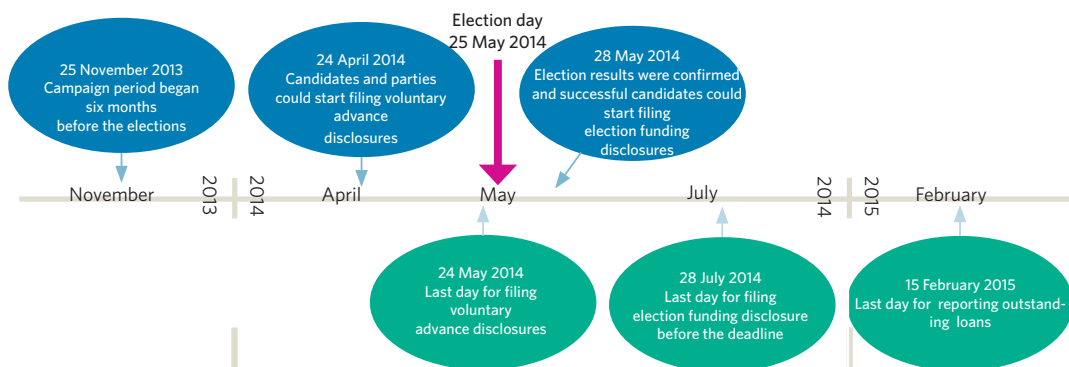 Election day
25 May 2014
25 November 2013
Campaign period began
six months
before the elections
24 April 2014
Candidates and parties
could start filing voluntary
advance
disclosures
28 May 2014
Election results were confirmed
and successful candidates could
start filing
election funding
disclosures
November
2013
2014
April
May
July
2014
2015
February
24 May 2014
Last day for filing
voluntary
advance disclosures
28 July 2014
Last day for filing
election funding disclosure
before the deadline
15 February 2015
Last day for reporting outstand-
ing loans